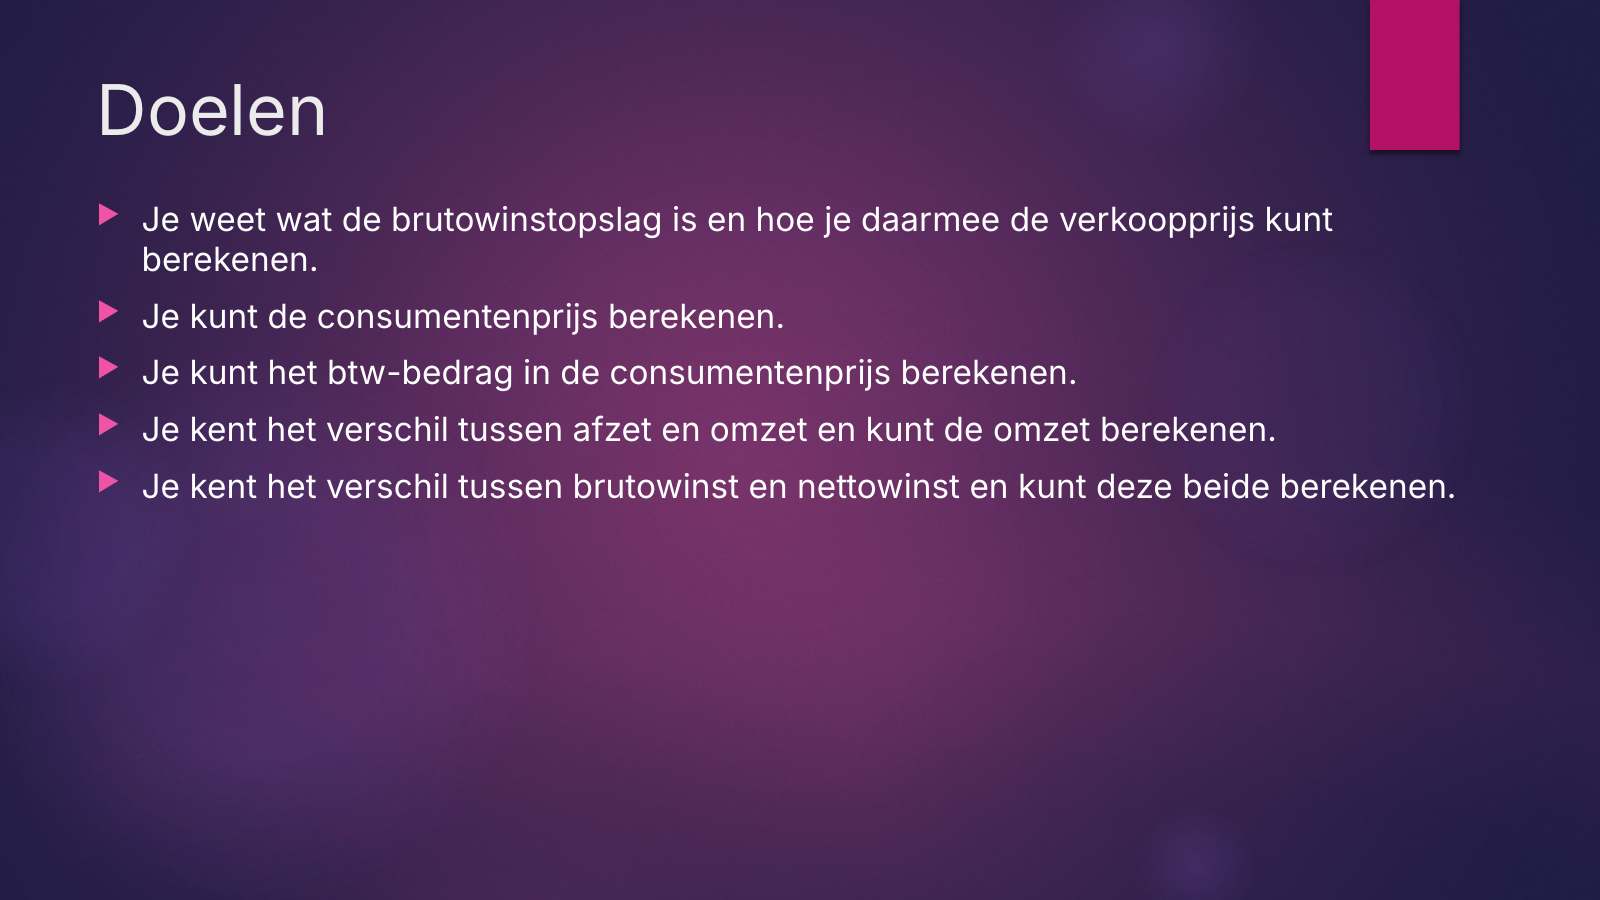 Doelen
Je weet wat de brutowinstopslag is en hoe je daarmee de verkoopprijs kunt
berekenen.
Je kunt de consumentenprijs berekenen.
Je kunt het btw-bedrag in de consumentenprijs berekenen.
Je kent het verschil tussen afzet en omzet en kunt de omzet berekenen.
Je kent het verschil tussen brutowinst en nettowinst en kunt deze beide berekenen.